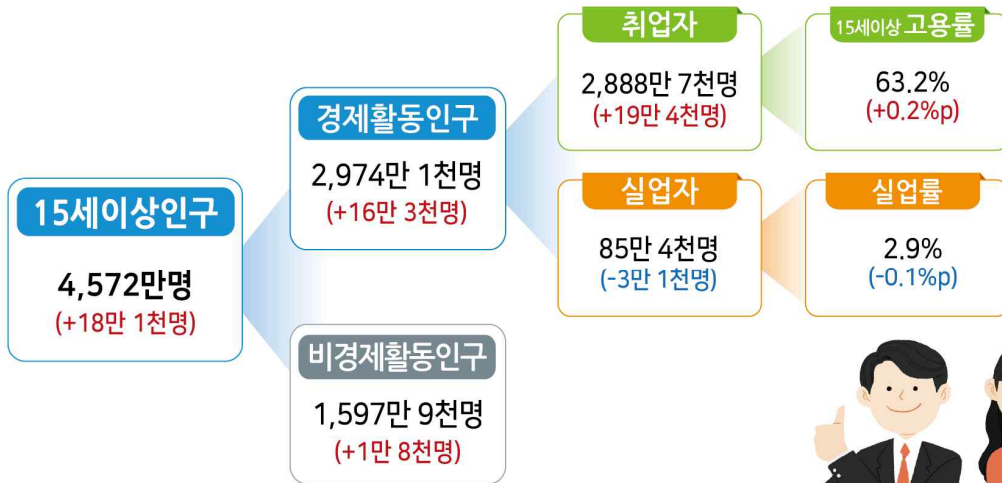 15세이상인구
4,572만명
(+18만 1천명)
경제활동인구
2,974만 1천명
(+16만 3천명)
비경제활동인구
1,597만 9천명
(+1만 8천명)
취업자
2,888만 7천명
(+19만 4천명)
15세이상 고용률
63.2%
(+0.2%p)
실업자
85만 4천명
(-3만 1천명)
실업률
2.9%
(-0.1%p)